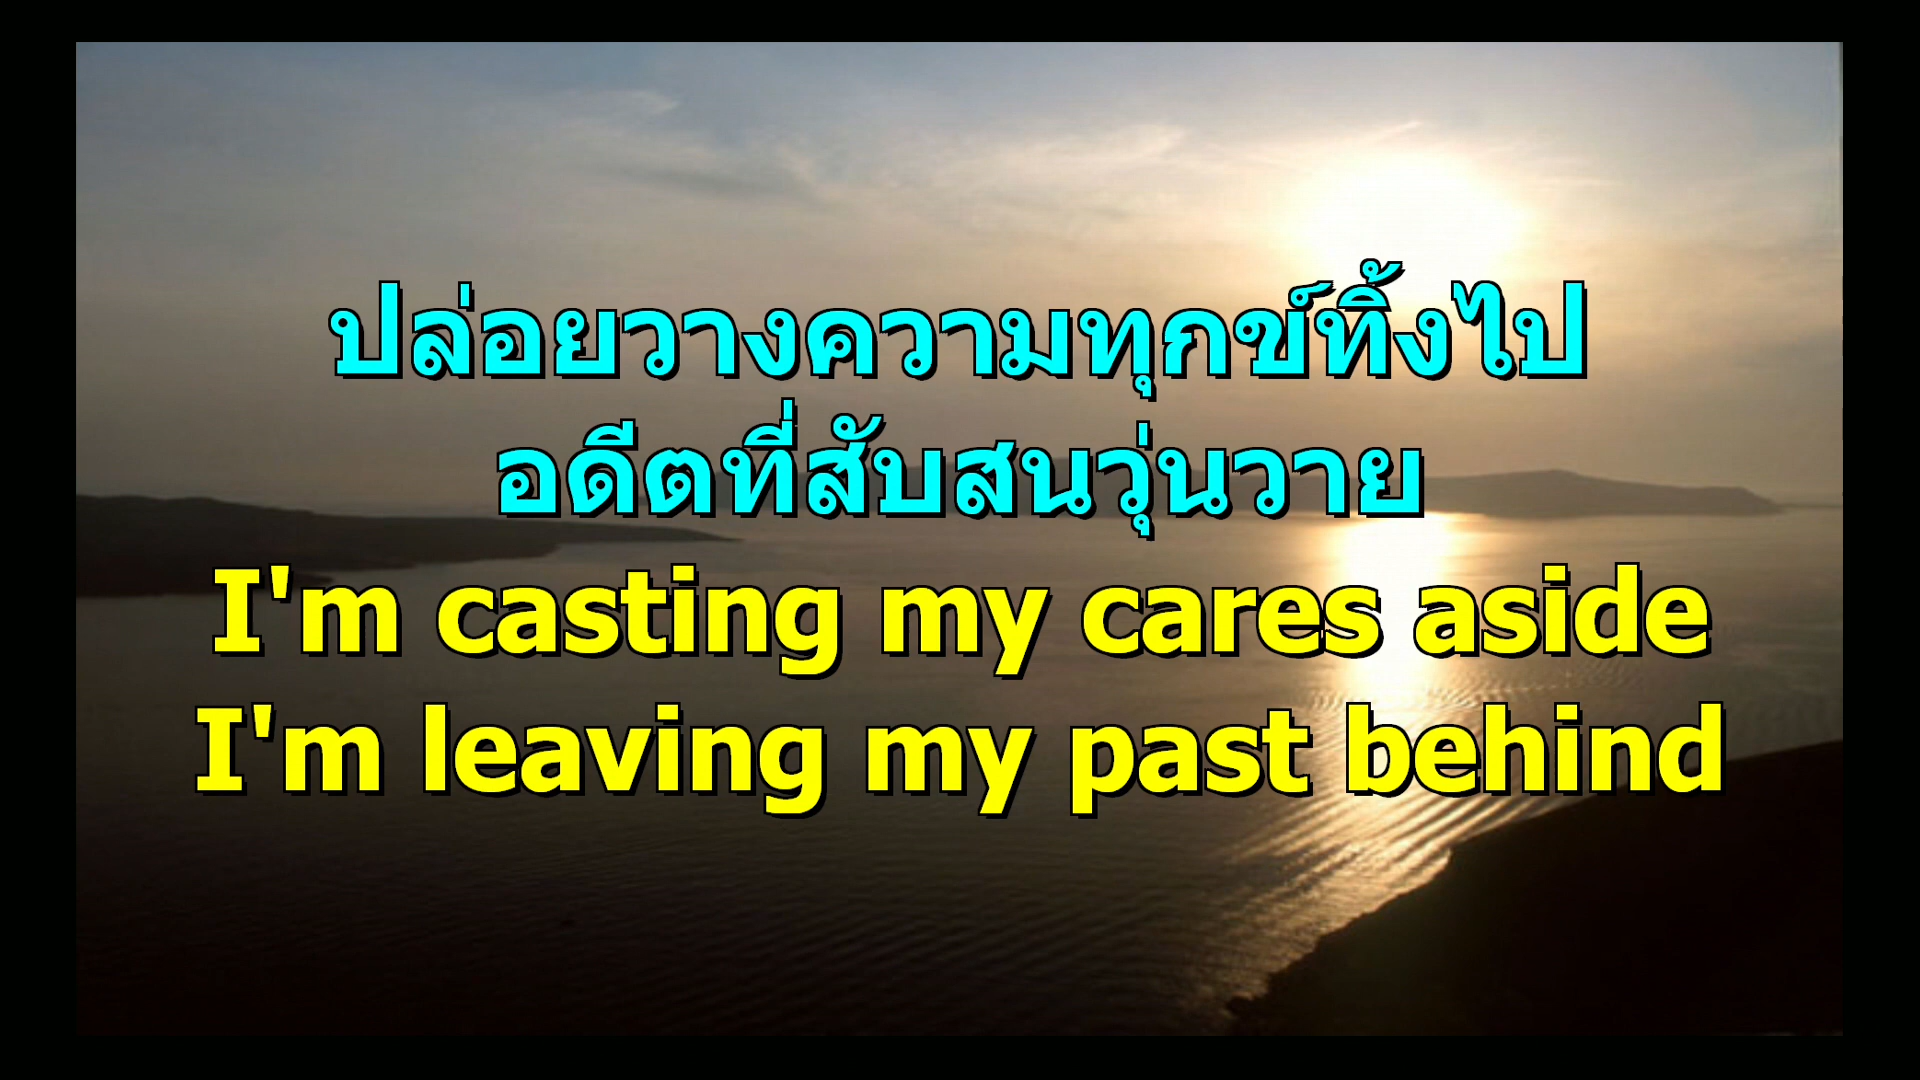 ปล่อยวางความทุกข์ทิ้งไป
อดีตที่สับสนวุ่นวาย
I'm casting my cares aside
I'm leaving my past behind